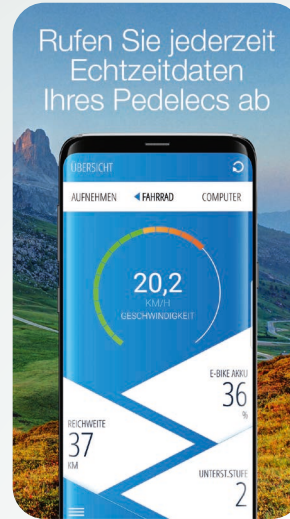 Rufen Sie jederzeit
Echtzeitdaten
Ihres Pedelecs ab
ÜBERSICHT
AUFNEHMEN
FAHRRAD
COMPUTER
20,2
KM/H
GESCHWINDIGKEIT
E-BIKE AKKU
36
%
REICHWEITE
37
KM
UNTERST.STUFE
2